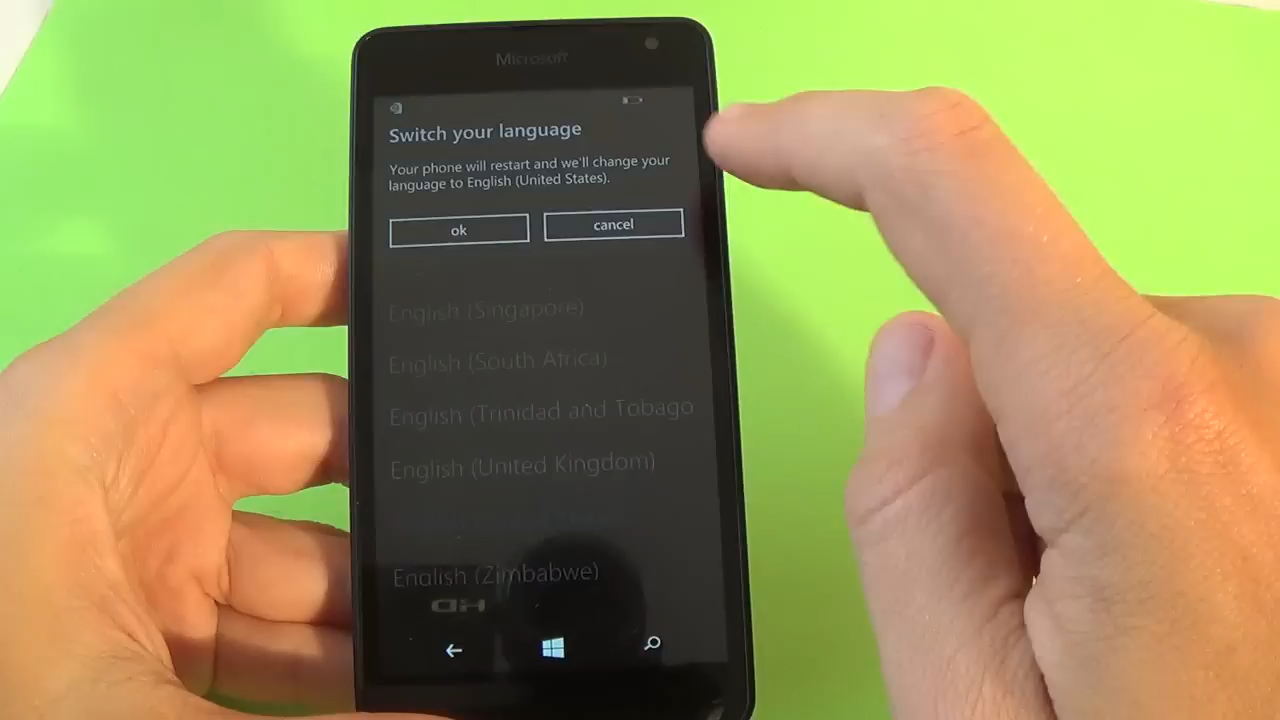 Microsoft
Switch your language
Your phone will restart and we'll change your
language to English (United States).
ok
cancel
English (Singapore)
English (South Africa)
English (Trinidad and Tobago
English (United Kingdom)
English (Zimbabwe)